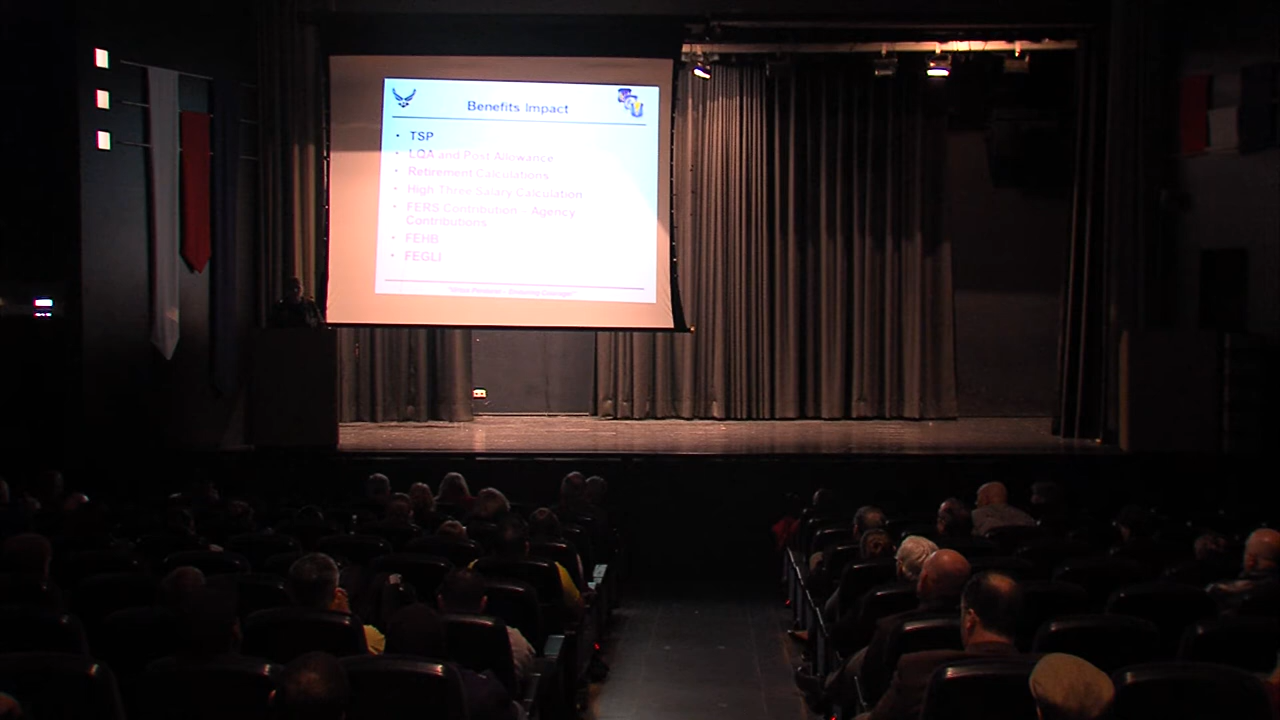 Benefits Impact
• TSP
• LQA and Post Allowance
• Retirement Calculations
• High Three Salary Calculation
• FERS Contribution – Agency
Contributions
• FEHB
• FEGLI